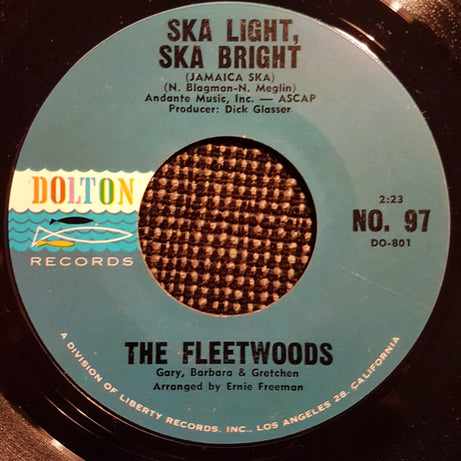 SKA LIGHT,
SKA BRIGHT
(JAMAICA SKA)
(N. Blagman-N. Meglin)
Andante Music, Inc. — ASCAP
Producer: Dick Glasser
DOLTON
RECORDS
2:23
NO. 97
DO-801
THE FLEETWOODS
Gary, Barbara & Gretchen
Arranged by Ernie Freeman
A DIVISION OF LIBERTY RECORDS, INC., LOS ANGELES 28, CALIFORNIA